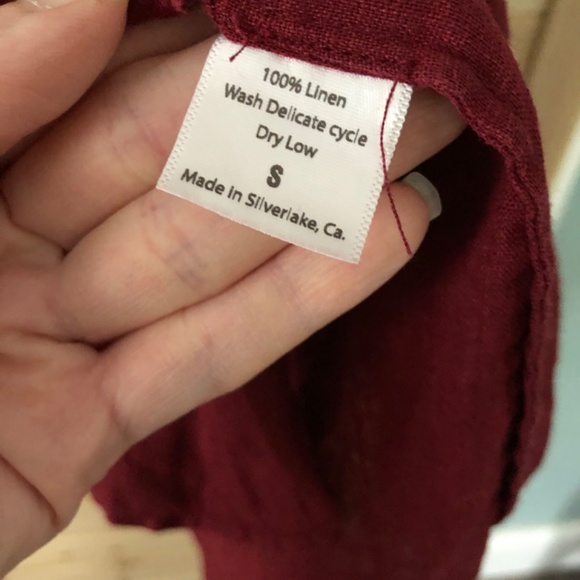 100% Linen
Wash Delicate cycle
Dry Low
S
Made in Silverlake, Ca.